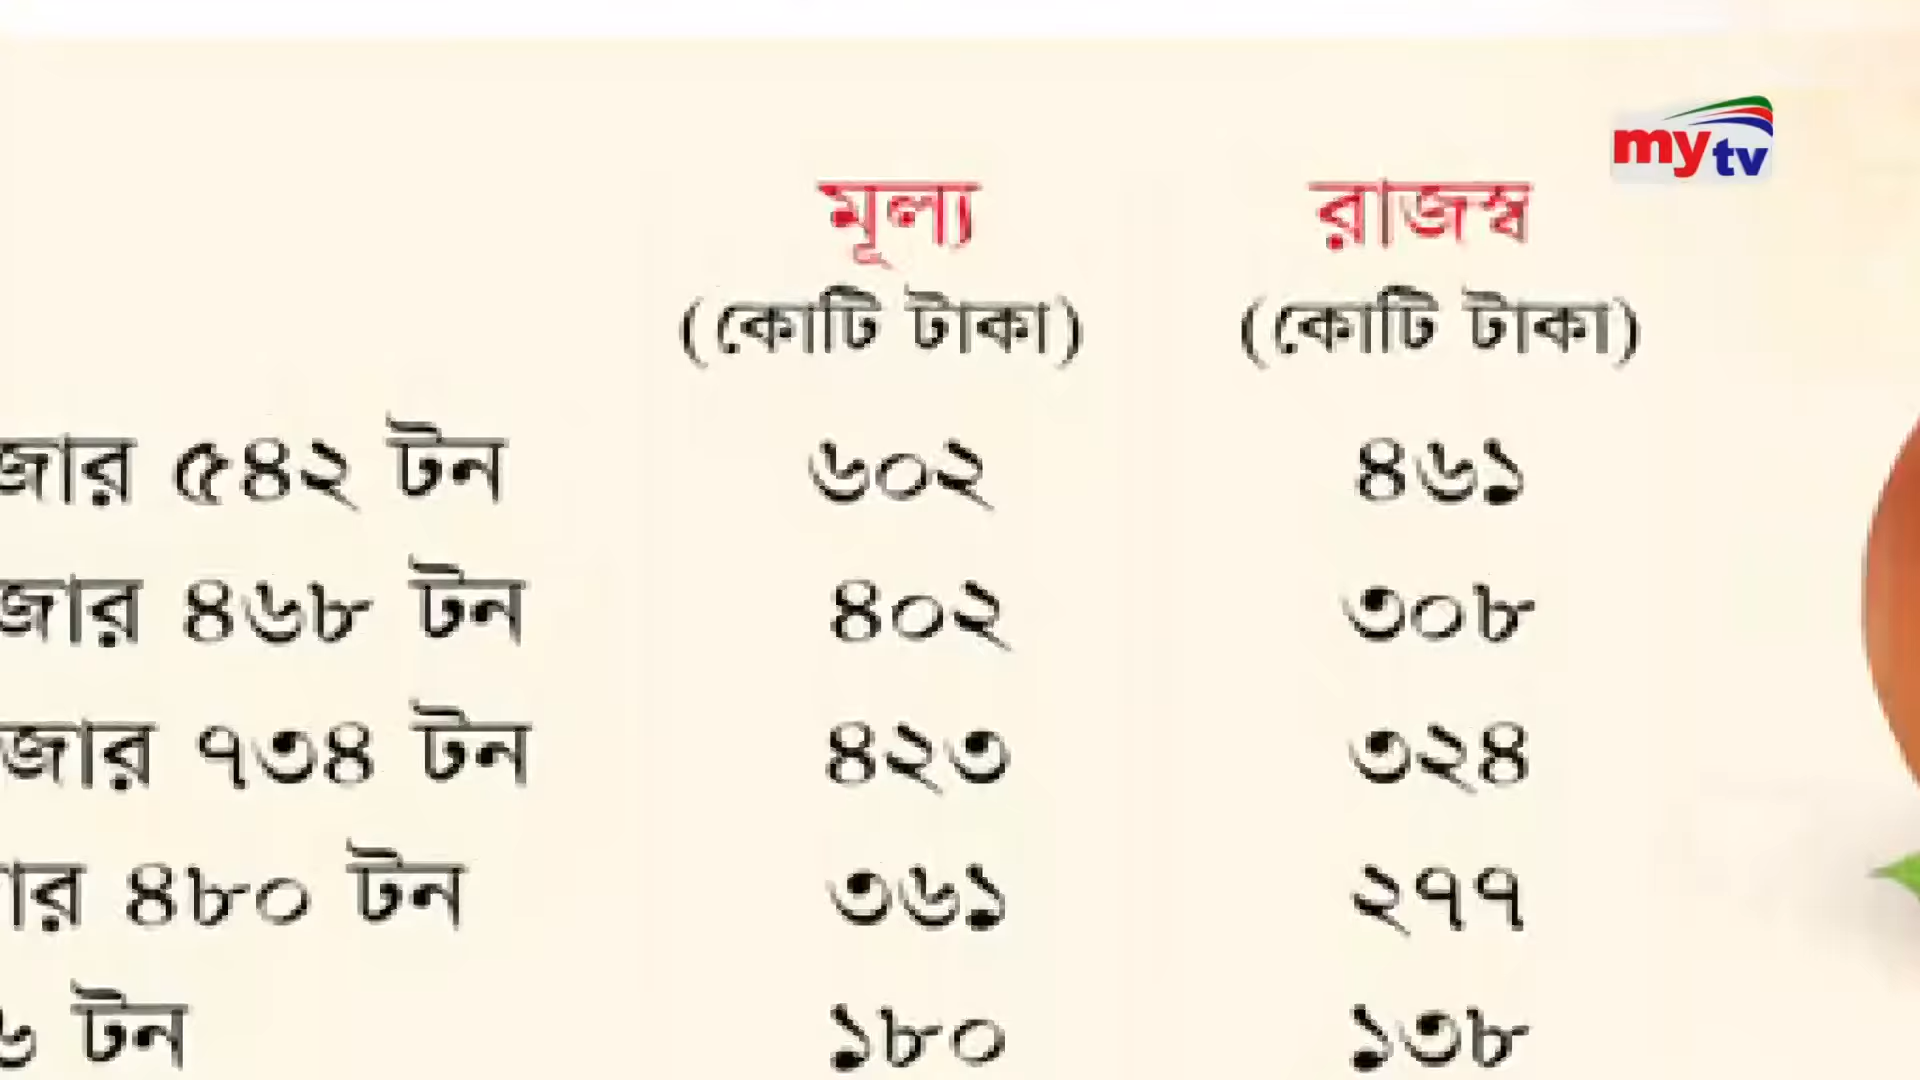 mytv
মূল্য রাজস্ব
(কোটি টাকা) (কোটি টাকা)
৫৪২ টন ৬০২ ৪৬১
৪৬৮ টন ৪০২ ৩০৮
৭৩৪ টন ৪২৩ ৩২৪
৪৮০ টন ৩৬১ ২৭৭
টন ১৮০ ১৩৮